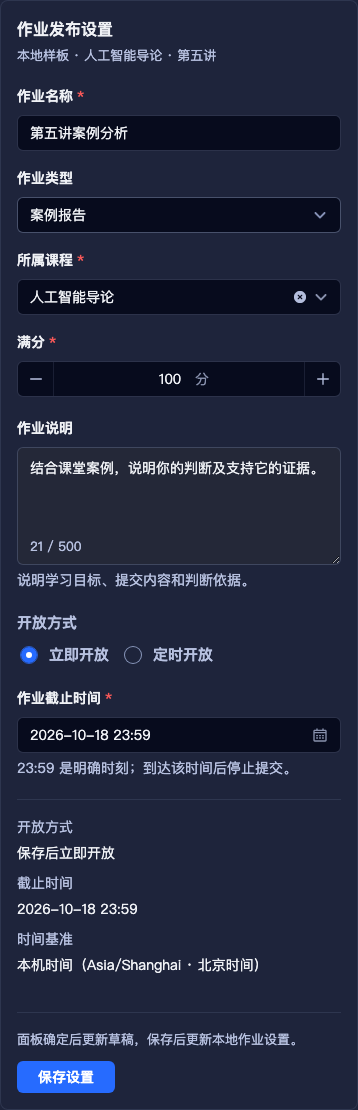 作业发布设置
本地样板 · 人工智能导论 · 第五讲
作业名称 *
第五讲案例分析
作业类型
案例报告
所属课程 *
人工智能导论
满分 *
100 分
作业说明
结合课堂案例，说明你的判断及支持它的证据。
21 / 500
说明学习目标、提交内容和判断依据。
开放方式
立即开放 定时开放
作业截止时间 *
2026-10-18 23:59
23:59 是明确时刻；到达该时间后停止提交。
开放方式
保存后立即开放
截止时间
2026-10-18 23:59
时间基准
本机时间（Asia/Shanghai · 北京时间）
面板确定后更新草稿，保存后更新本地作业设置。
保存设置